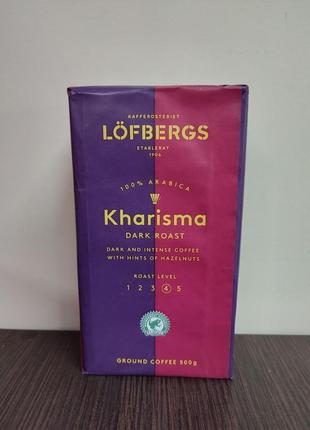 KAFFEROSTERIET
LÖFBERGS
ETABLERAT
1906
100% ARABICA
Kharisma
DARK ROAST
DARK AND INTENSE COFFEE
WITH HINTS OF HAZELNUTS
ROAST LEVEL
1 2 3 4 5
GROUND COFFEE 500g